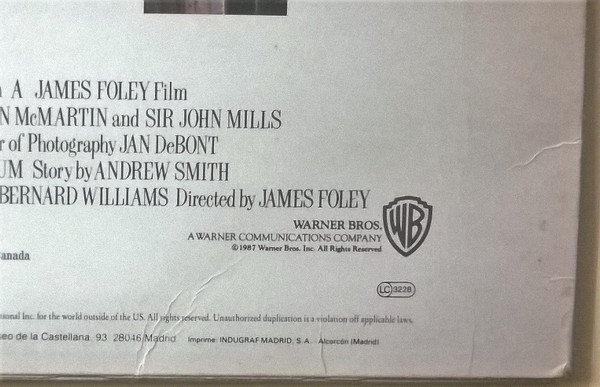 A JAMES FOLEY Film
McMARTIN and SIR JOHN MILLS
of Photography JAN DeBONT
Story by ANDREW SMITH
BERNARD WILLIAMS Directed by JAMES FOLEY
WARNER BROS.
A WARNER COMMUNICATIONS COMPANY
©1987 Warner Bros. Inc. All Rights Reserved
WB
anada
LC 3228
sional Inc. for the world outside of the US. All rights reserved. Unauthorized duplication is a violation off applicable laws.
seo de la Castellana, 93 28046 Madrid Imprime: INDUGRAF MADRID, S.A. Alcorcón (Madrid)